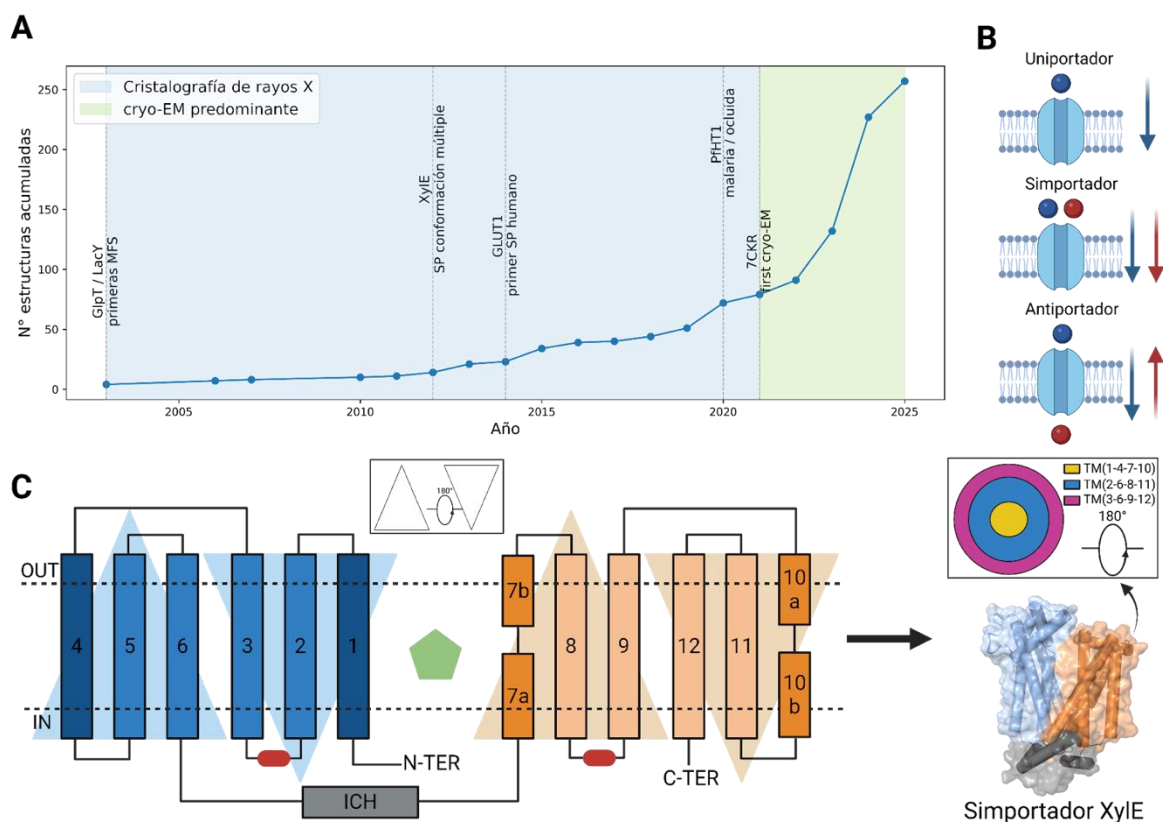 A
Cristalografía de rayos X
cryo-EM predominante
N° estructuras acumuladas
250
200
150
100
50
0
GlpT / LacY
primeras MFS
XylE
SP conformación múltiple
GLUT1
primer SP humano
PfHT1
malaria / ocluida
7CKR
first cryo-EM
2005
2010
2015
2020
2025
Año
B
Uniportador
Simportador
Antiportador
C
180°
OUT
IN
4
5
6
3
2
1
7b
7a
8
9
12
11
10
a
10
b
N-TER
C-TER
ICH
TM(1-4-7-10)
TM(2-6-8-11)
TM(3-6-9-12)
180°
Simportador XylE